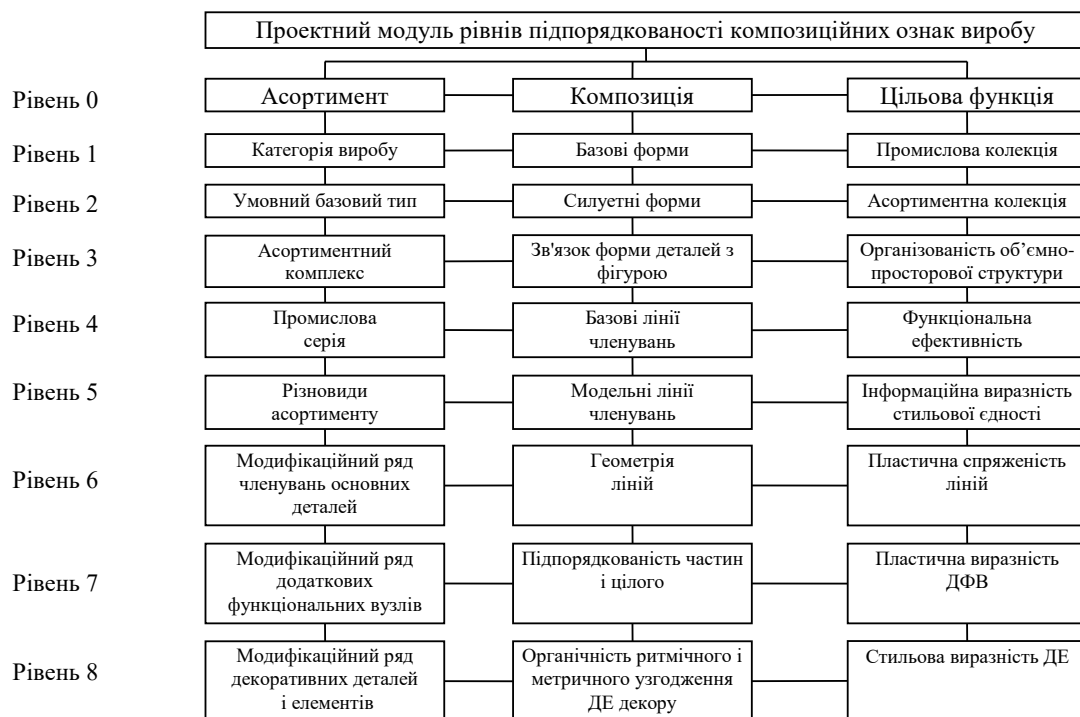 Проектний модуль рівнів підпорядкованості композиційних ознак виробу
Рівень 0
Асортимент
Композиція
Цільова функція
Рівень 1
Категорія виробу
Базові форми
Промислова колекція
Рівень 2
Умовний базовий тип
Силуетні форми
Асортиментна колекція
Рівень 3
Асортиментний
комплекс
Зв'язок форми деталей з
фігурою
Організованість об’ємно-
просторової структури
Рівень 4
Промислова
серія
Базові лінії
членувань
Функціональна
ефективність
Рівень 5
Різновиди
асортименту
Модельні лінії
членувань
Інформаційна виразність
стильової єдності
Рівень 6
Модифікаційний ряд
членувань основних
деталей
Геометрія
ліній
Пластична спряженість
ліній
Рівень 7
Модифікаційний ряд
додаткових
функціональних вузлів
Підпорядкованість частин
і цілого
Пластична виразність
ДФВ
Рівень 8
Модифікаційний ряд
декоративних деталей
і елементів
Органічність ритмічного і
метричного узгодження
ДЕ декору
Стильова виразність ДЕ